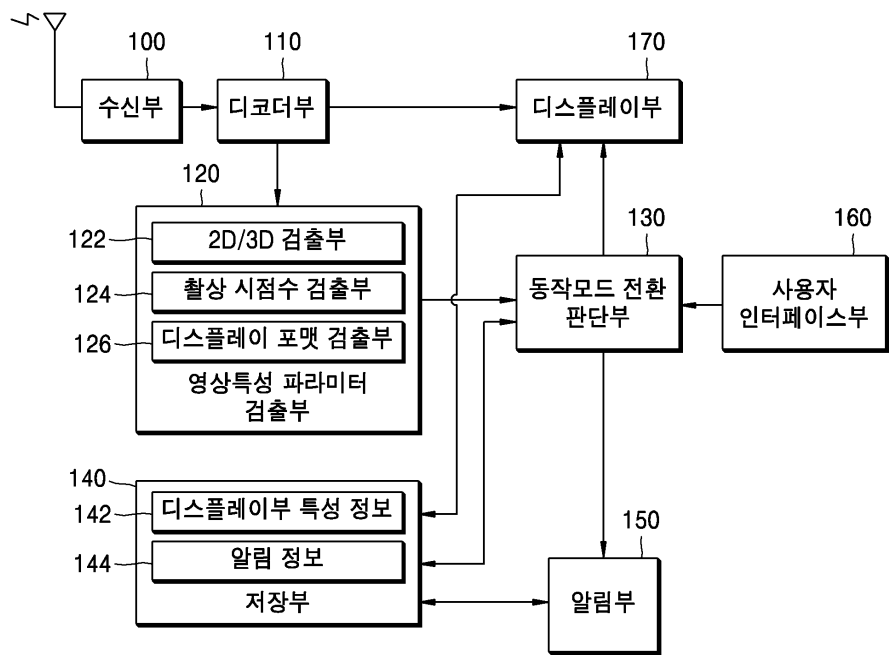 100
110
170
수신부
디코더부
디스플레이부
120
122
2D/3D 검출부
124
촬상 시점수 검출부
126
디스플레이 포맷 검출부
영상특성 파라미터
검출부
130
동작모드 전환
판단부
160
사용자
인터페이스부
140
142
디스플레이부 특성 정보
144
알림 정보
저장부
150
알림부